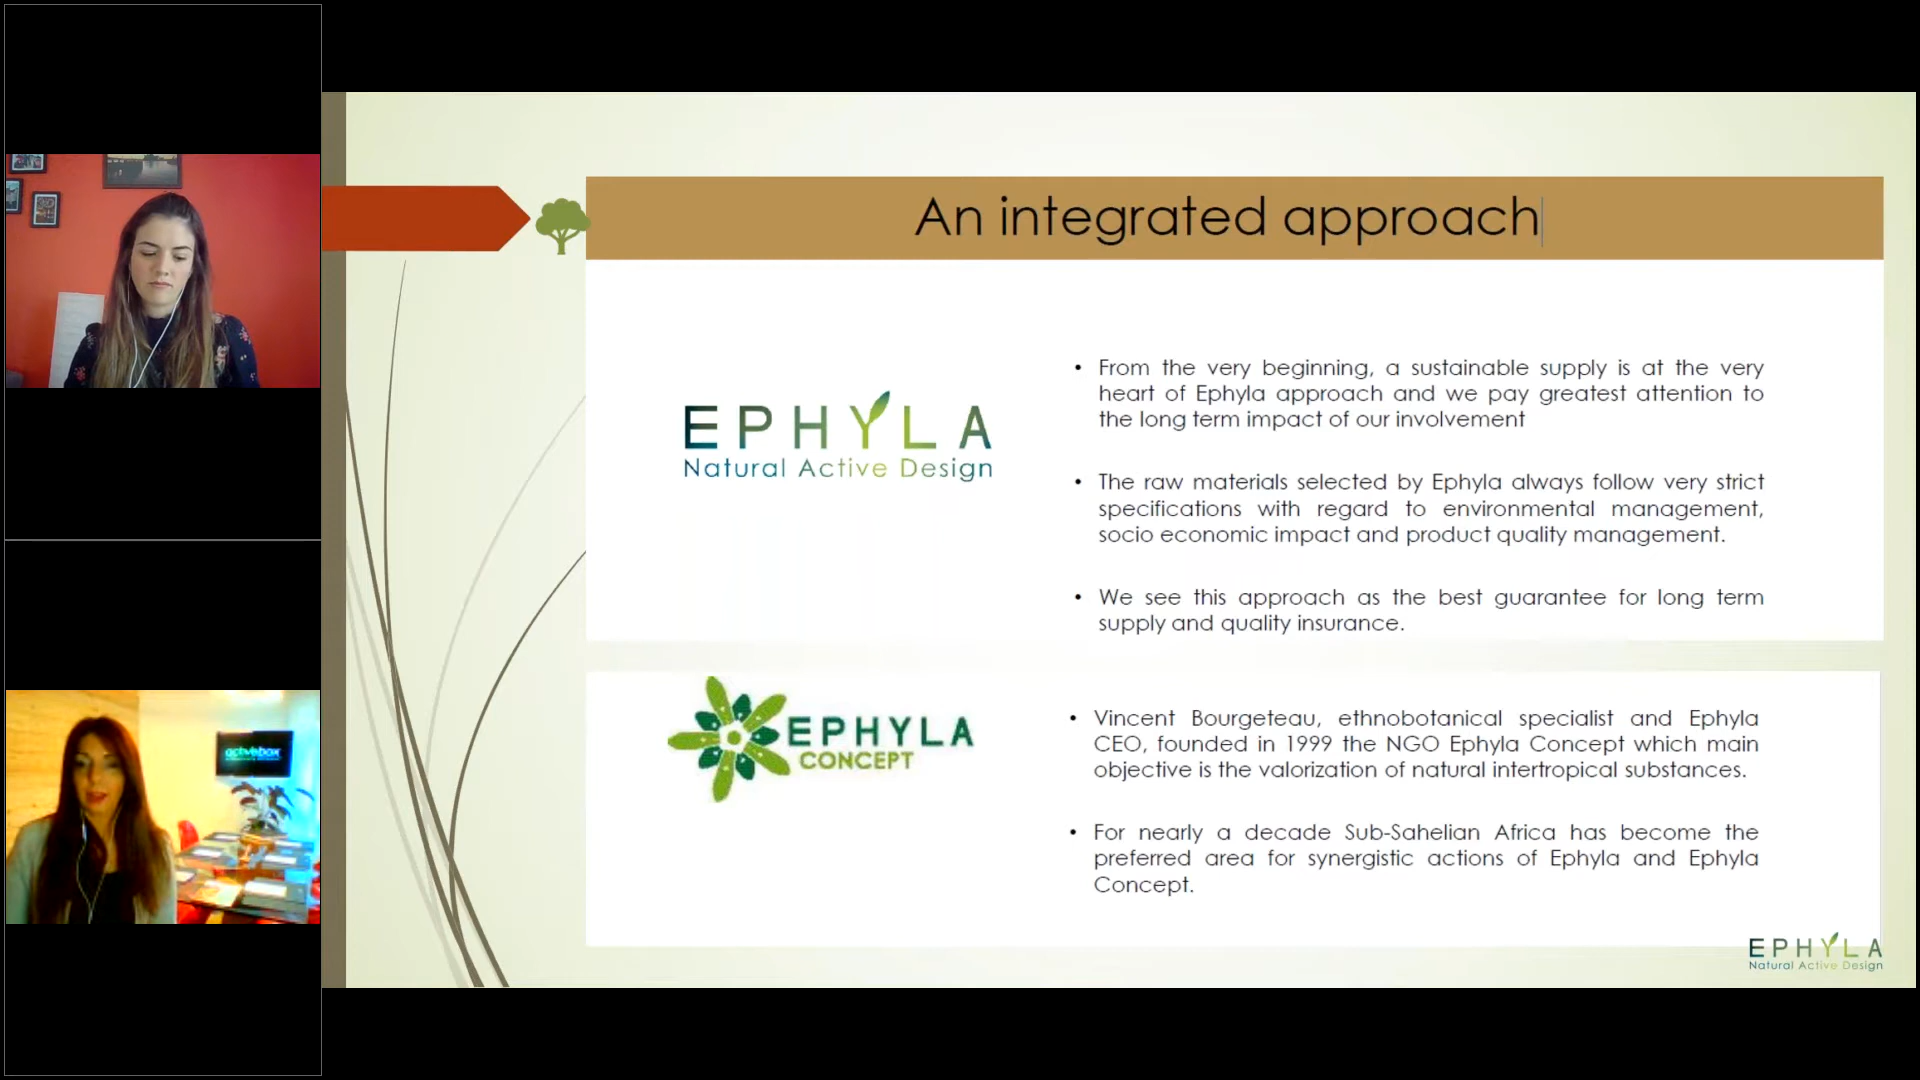 An integrated approach
EPHYLA
Natural Active Design
• From the very beginning, a sustainable supply is at the very
heart of Ephyla approach and we pay greatest attention to
the long term impact of our involvement
• The raw materials selected by Ephyla always follow very strict
specifications with regard to environmental management,
socio economic impact and product quality management.
• We see this approach as the best guarantee for long term
supply and quality insurance.
EPHYLA
CONCEPT
• Vincent Bourgeteau, ethnobotanical specialist and Ephyla
CEO, founded in 1999 the NGO Ephyla Concept which main
objective is the valorization of natural intertropical substances.
• For nearly a decade Sub-Sahelian Africa has become the
preferred area for synergistic actions of Ephyla and Ephyla
Concept.
EPHYLA
Natural Active Design
activebox